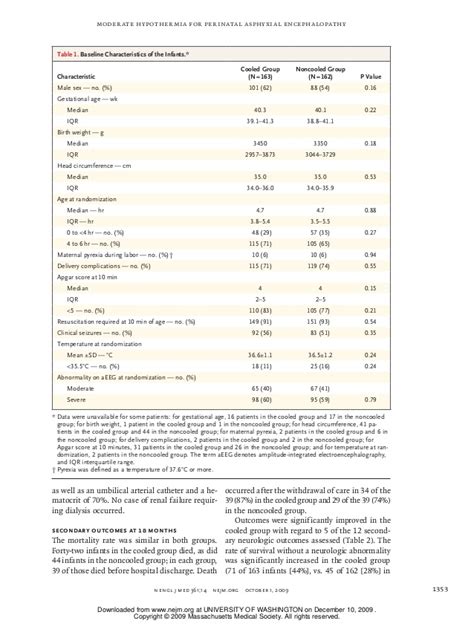 MODERATE HYPOTHERMIA FOR PERINATAL ASPHYXIAL ENCEPHALOPATHY
Table 1. Baseline Characteristics of the Infants.*
Characteristic Cooled Group (N=163) Noncooled Group (N=162) P Value
Male sex — no. (%) 101 (62) 88 (54) 0.16
Gestational age — wk
Median 40.3 40.1 0.22
IQR 39.1–41.3 38.8–41.1
Birth weight — g
Median 3450 3350 0.18
IQR 2957–3873 3044–3729
Head circumference — cm
Median 35.0 35.0 0.53
IQR 34.0–36.0 34.0–35.9
Age at randomization
Median — hr 4.7 4.7 0.88
IQR — hr 3.8–5.4 3.5–5.5
0 to <4 hr — no. (%) 48 (29) 57 (35) 0.27
4 to 6 hr — no. (%) 115 (71) 105 (65)
Maternal pyrexia during labor — no. (%) † 10 (6) 10 (6) 0.94
Delivery complications — no. (%) 115 (71) 119 (74) 0.55
Apgar score at 10 min
Median 4 4 0.15
IQR 2–5 2–5
<5 — no. (%) 110 (83) 105 (77) 0.21
Resuscitation required at 10 min of age — no. (%) 149 (91) 151 (93) 0.54
Clinical seizures — no. (%) 92 (56) 83 (51) 0.35
Temperature at randomization
Mean ±SD — °C 36.6±1.1 36.5±1.2 0.24
<35.5°C — no. (%) 18 (11) 25 (16) 0.24
Abnormality on aEEG at randomization — no. (%)
Moderate 65 (40) 67 (41)
Severe 98 (60) 95 (59) 0.79
* Data were unavailable for some patients: for gestational age, 16 patients in the cooled group and 17 in the noncooled
group; for birth weight, 1 patient in the cooled group and 1 in the noncooled group; for head circumference, 41 pa-
tients in the cooled group and 44 in the noncooled group; for maternal pyrexia, 2 patients in the cooled group and 6 in
the noncooled group; for delivery complications, 2 patients in the cooled group and 2 in the noncooled group; for
Apgar score at 10 minutes, 31 patients in the cooled group and 26 in the noncooled group; and for temperature at ran-
domization, 2 patients in the noncooled group. The term aEEG denotes amplitude-integrated electroencephalography,
and IQR interquartile range.
† Pyrexia was defined as a temperature of 37.6°C or more.
as well as an umbilical arterial catheter and a he-
matocrit of 70%. No case of renal failure requir-
ing dialysis occurred.
SECONDARY OUTCOMES AT 18 MONTHS
The mortality rate was similar in both groups.
Forty-two infants in the cooled group died, as did
44 infants in the noncooled group; in each group,
39 of those died before hospital discharge. Death
occurred after the withdrawal of care in 34 of the
39 (87%) in the cooled group and 29 of the 39 (74%)
in the noncooled group.
Outcomes were significantly improved in the
cooled group with regard to 5 of the 12 second-
ary neurologic outcomes assessed (Table 2). The
rate of survival without a neurologic abnormality
was significantly increased in the cooled group
(71 of 163 infants [44%], vs. 45 of 162 [28%] in
N ENGL J MED 361;14 NEJM.ORG OCTOBER 1, 2009 1353
Downloaded from www.nejm.org at UNIVERSITY OF WASHINGTON on December 10, 2009 .
Copyright © 2009 Massachusetts Medical Society. All rights reserved.